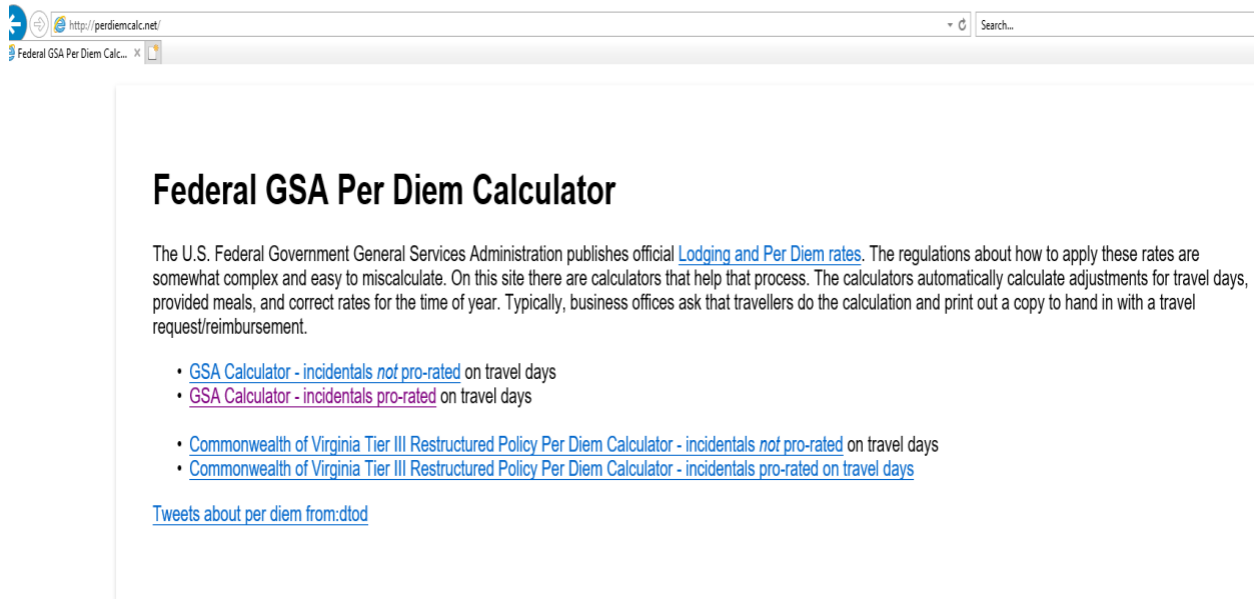 http://perdiemcalc.net/
Search...
Federal GSA Per Diem Calc...
Federal GSA Per Diem Calculator
The U.S. Federal Government General Services Administration publishes official Lodging and Per Diem rates. The regulations about how to apply these rates are
somewhat complex and easy to miscalculate. On this site there are calculators that help that process. The calculators automatically calculate adjustments for travel days,
provided meals, and correct rates for the time of year. Typically, business offices ask that travellers do the calculation and print out a copy to hand in with a travel
request/reimbursement.
• GSA Calculator - incidentals not pro-rated on travel days
• GSA Calculator - incidentals pro-rated on travel days
• Commonwealth of Virginia Tier III Restructured Policy Per Diem Calculator - incidentals not pro-rated on travel days
• Commonwealth of Virginia Tier III Restructured Policy Per Diem Calculator - incidentals pro-rated on travel days
Tweets about per diem from:dtod